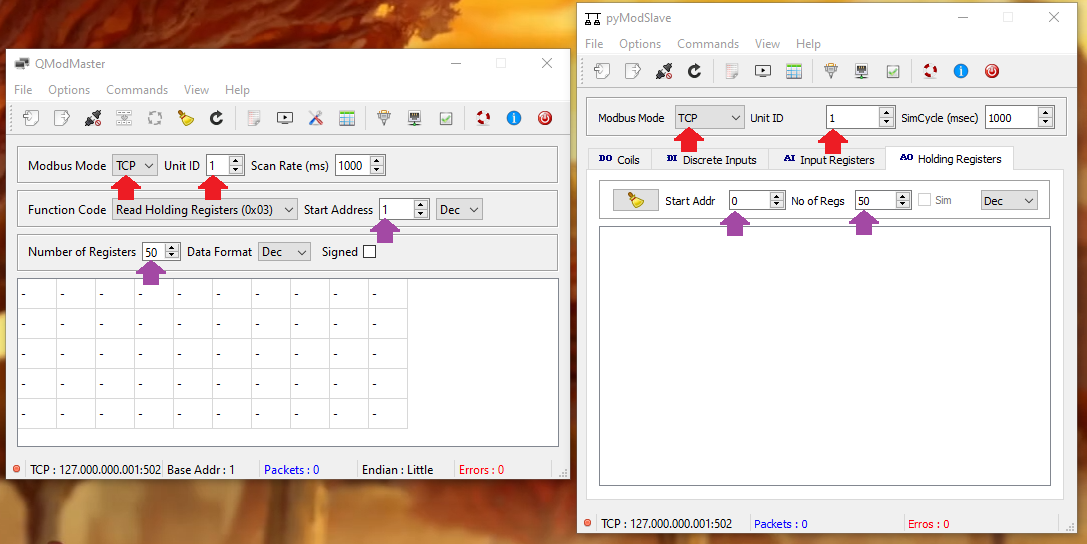 QModMaster
File Options Commands View Help
Modbus Mode TCP Unit ID 1 Scan Rate (ms) 1000
Function Code Read Holding Registers (0x03) Start Address 1 Dec
Number of Registers 50 Data Format Dec Signed
- - - - - - - - - -
- - - - - - - - - -
- - - - - - - - - -
- - - - - - - - - -
- - - - - - - - - -
TCP : 127.000.000.001:502 Base Addr : 1 Packets : 0 Endian : Little Errors : 0
pyModSlave
File Options Commands View Help
Modbus Mode TCP Unit ID 1 SimCycle (msec) 1000
DO Coils DI Discrete Inputs AI Input Registers AO Holding Registers
Start Addr 0 No of Regs 50 Sim Dec
TCP : 127.000.000.001:502 Packets : 0 Erros : 0